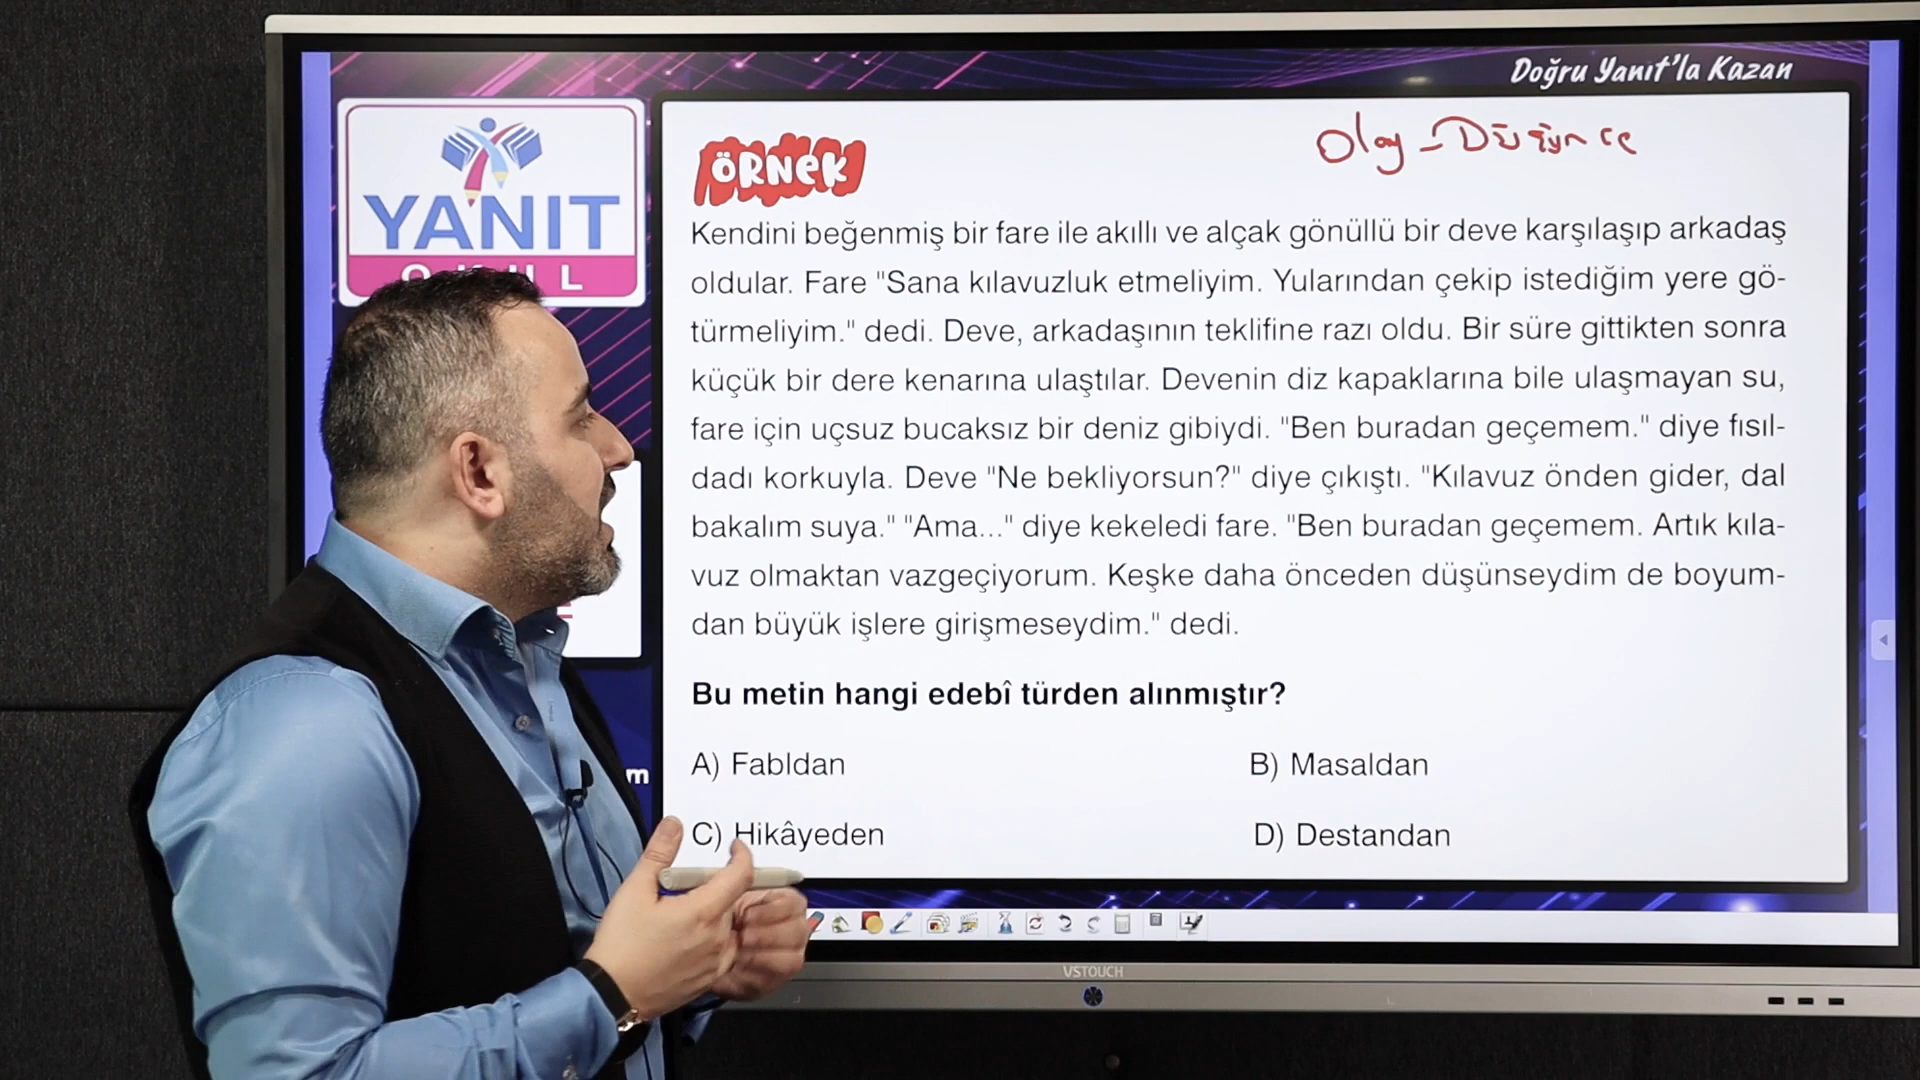 Doğru Yanıt'la Kazan
YANIT
OKUL
Olay - Düşünce
ÖRNEK
Kendini beğenmiş bir fare ile akıllı ve alçak gönüllü bir deve karşılaşıp arkadaş
oldular. Fare "Sana kılavuzluk etmeliyim. Yularından çekip istediğim yere gö-
türmeliyim." dedi. Deve, arkadaşının teklifine razı oldu. Bir süre gittikten sonra
küçük bir dere kenarına ulaştılar. Devenin diz kapaklarına bile ulaşmayan su,
fare için uçsuz bucaksız bir deniz gibiydi. "Ben buradan geçemem." diye fısıl-
dadı korkuyla. Deve "Ne bekliyorsun?" diye çıkıştı. "Kılavuz önden gider, dal
bakalım suya." "Ama..." diye kekeledi fare. "Ben buradan geçemem. Artık kıla-
vuz olmaktan vazgeçiyorum. Keşke daha önceden düşünseydim de boyum-
dan büyük işlere girişmeseydim." dedi.
Bu metin hangi edebî türden alınmıştır?
A) Fabldan
B) Masaldan
C) Hikâyeden
D) Destandan
VSTOUCH